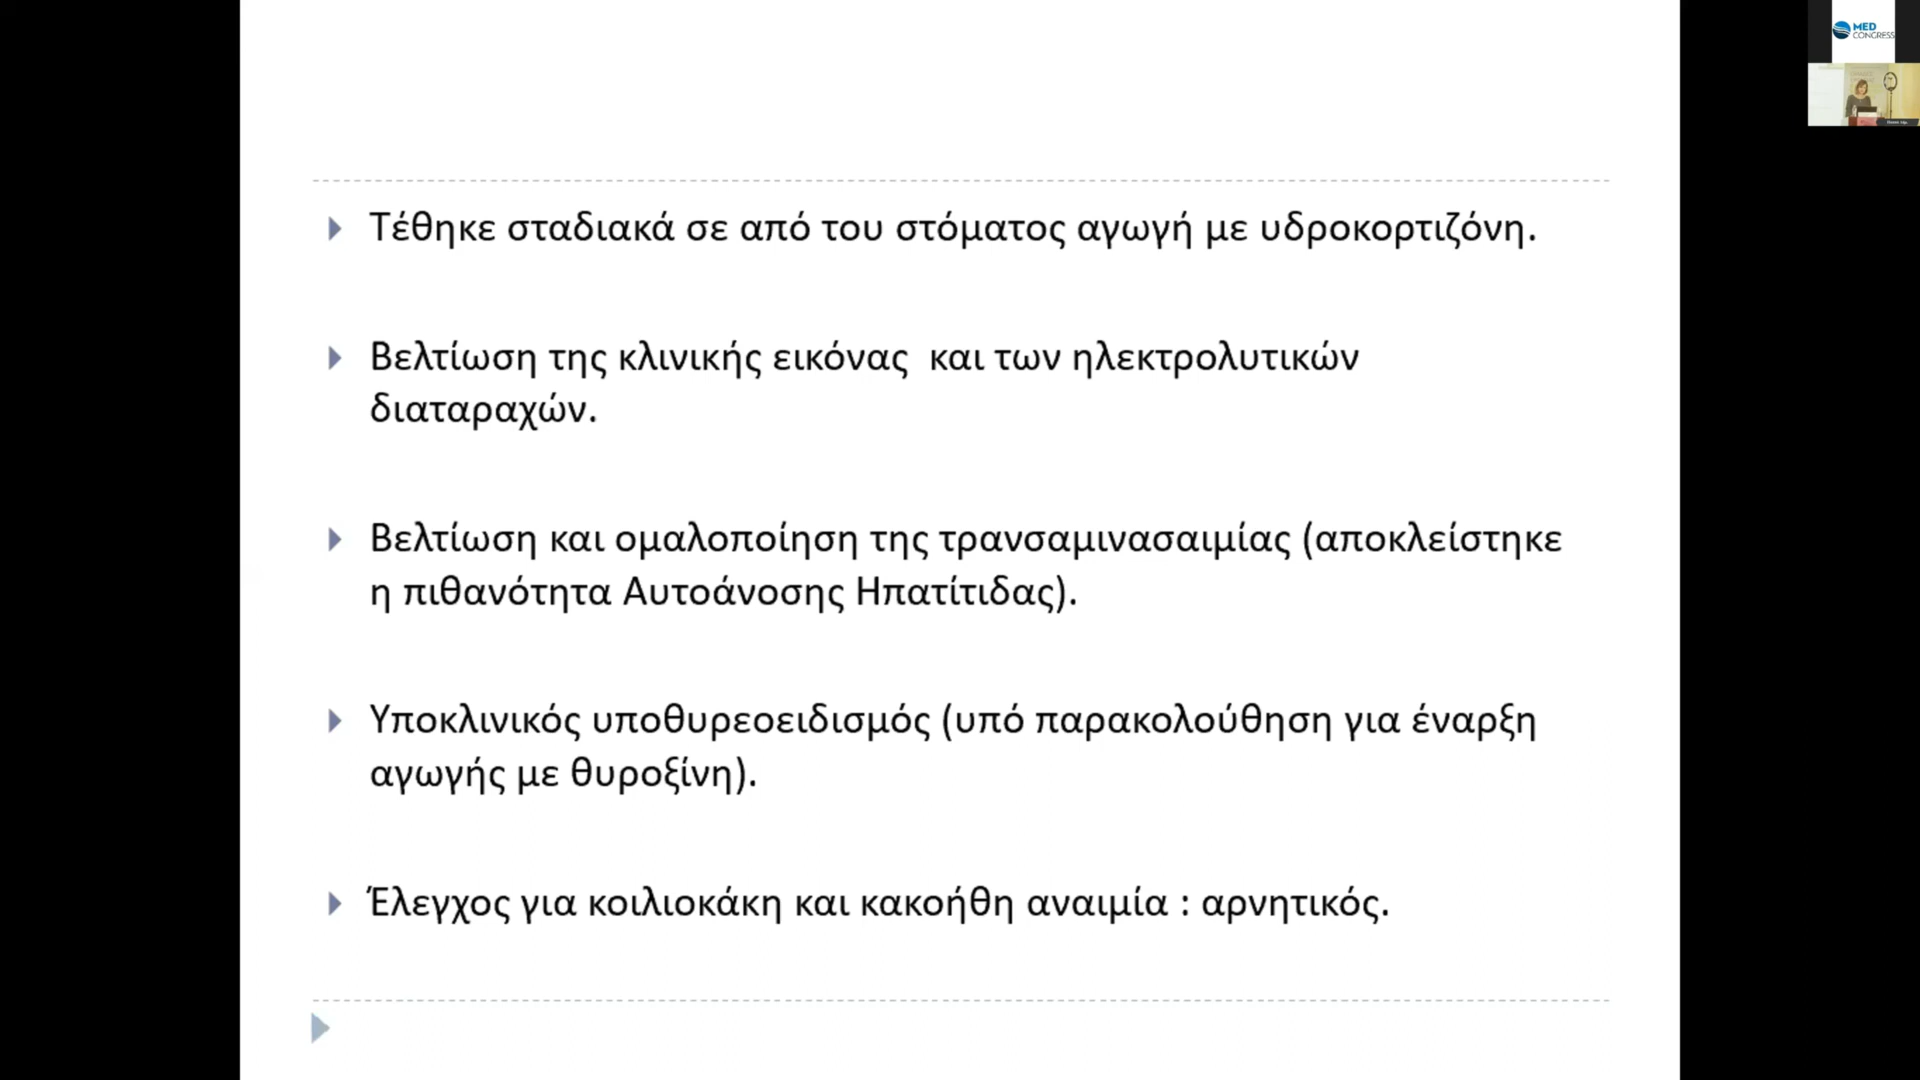 MED
CONGRESS
Τέθηκε σταδιακά σε από του στόματος αγωγή με υδροκορτιζόνη.
Βελτίωση της κλινικής εικόνας και των ηλεκτρολυτικών
διαταραχών.
Βελτίωση και ομαλοποίηση της τρανσαμινασαιμίας (αποκλείστηκε
η πιθανότητα Αυτοάνοσης Ηπατίτιδας).
Υποκλινικός υποθυρεοειδισμός (υπό παρακολούθηση για έναρξη
αγωγής με θυροξίνη).
Έλεγχος για κοιλιοκάκη και κακοήθη αναιμία : αρνητικός.